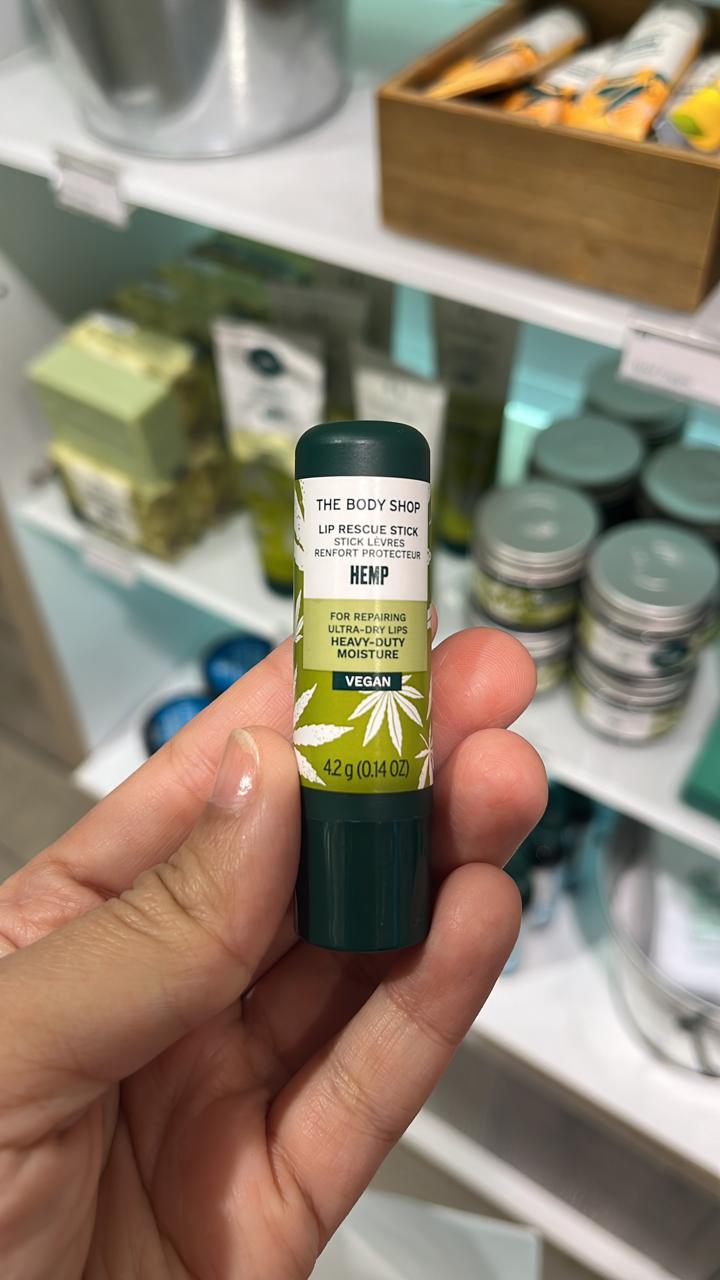 THE BODY SHOP
LIP RESCUE STICK
STICK LÈVRES
RENFORT PROTECTEUR
HEMP
FOR REPAIRING
ULTRA-DRY LIPS
HEAVY-DUTY
MOISTURE
VEGAN
4.2 g (0.14 OZ)